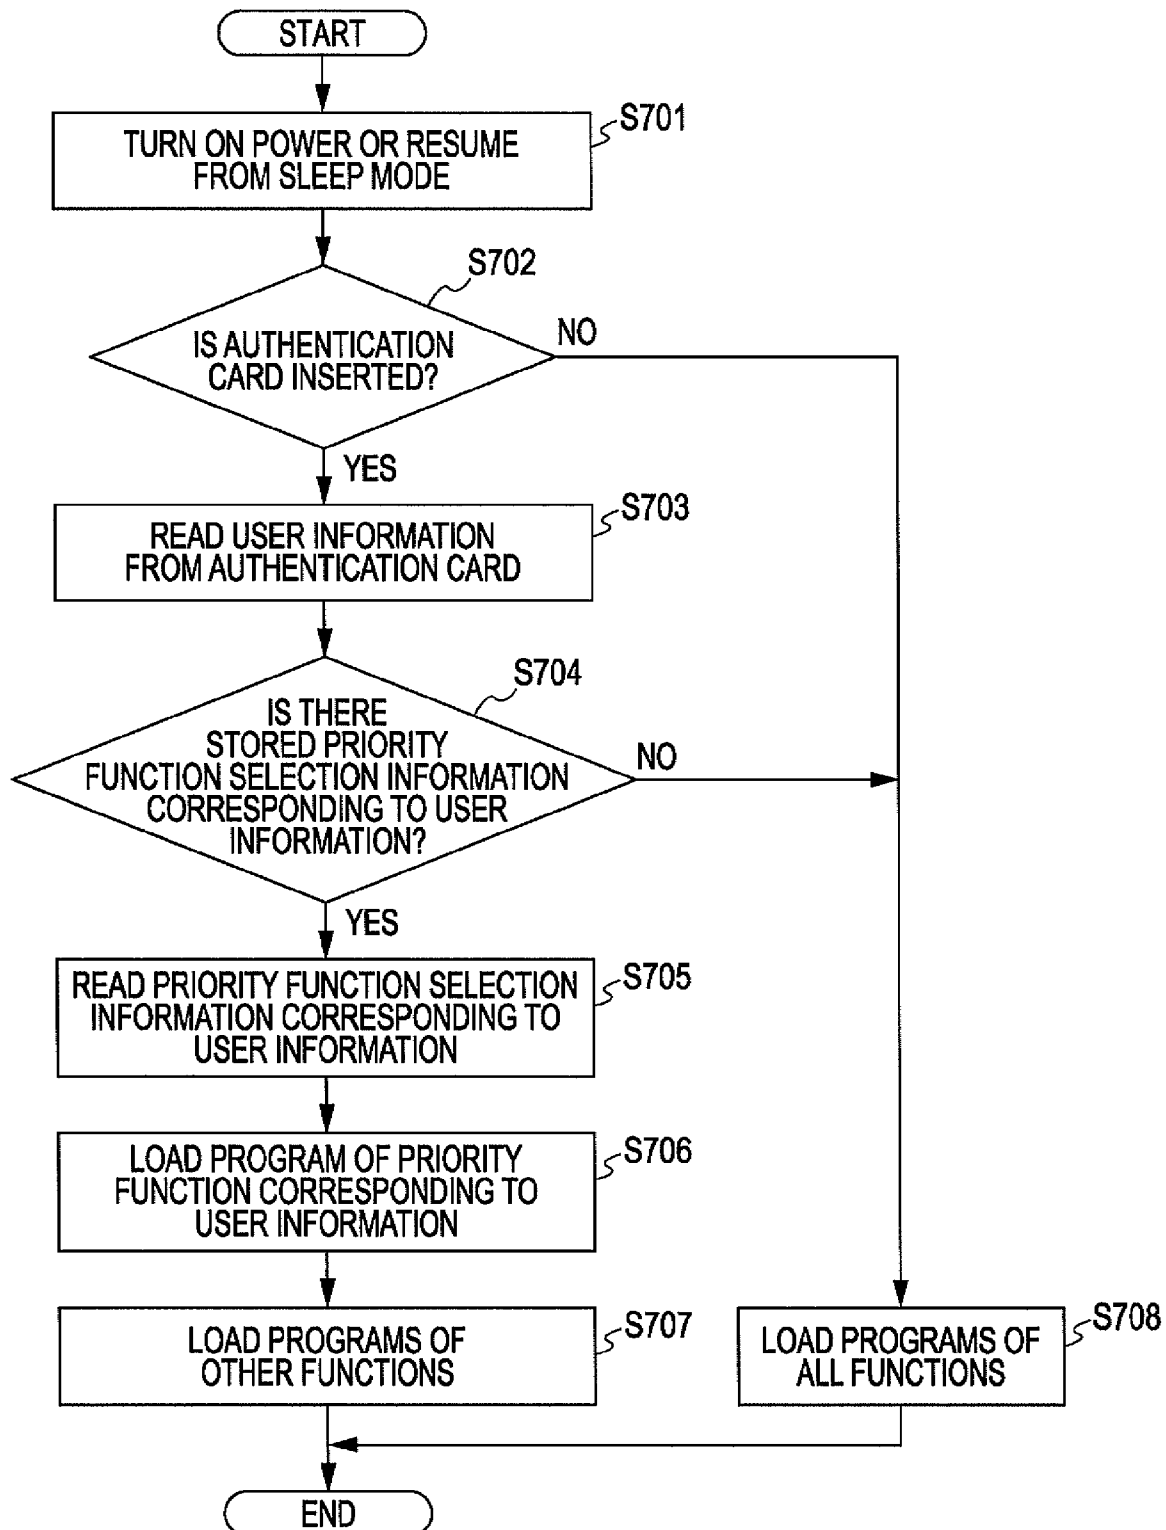 START
TURN ON POWER OR RESUME
FROM SLEEP MODE
S701
S702
IS AUTHENTICATION
CARD INSERTED?
NO
YES
READ USER INFORMATION
FROM AUTHENTICATION CARD
S703
S704
IS THERE
STORED PRIORITY
FUNCTION SELECTION INFORMATION
CORRESPONDING TO USER
INFORMATION?
NO
YES
READ PRIORITY FUNCTION SELECTION
INFORMATION CORRESPONDING TO
USER INFORMATION
S705
LOAD PROGRAM OF PRIORITY
FUNCTION CORRESPONDING TO
USER INFORMATION
S706
LOAD PROGRAMS OF
OTHER FUNCTIONS
S707
LOAD PROGRAMS OF
ALL FUNCTIONS
S708
END